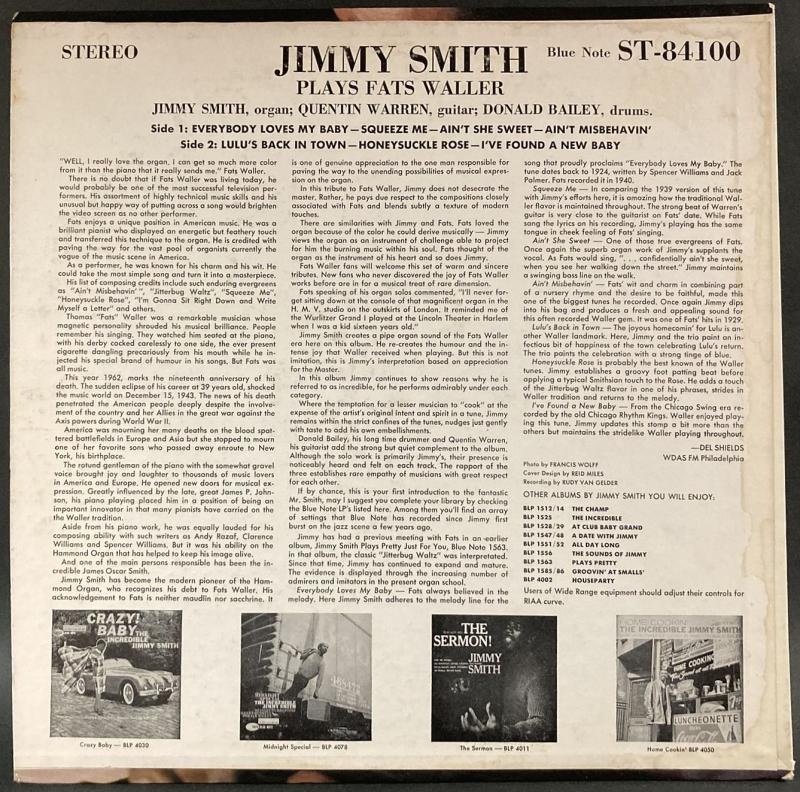 STEREO
JIMMY SMITH
Blue Note ST-84100
PLAYS FATS WALLER
JIMMY SMITH, organ; QUENTIN WARREN, guitar; DONALD BAILEY, drums.
Side 1: EVERYBODY LOVES MY BABY—SQUEEZE ME—AIN'T SHE SWEET—AIN'T MISBEHAVIN'
Side 2: LULU'S BACK IN TOWN—HONEYSUCKLE ROSE—I'VE FOUND A NEW BABY
"WELL, I really love the organ, I can get so much more color
from it than the piano that it really sends me." Fats Waller.
There is no doubt that if Fats Waller was living today, he
would probably be one of the most successful television per-
formers. His assortment of highly technical music skills and his
unusual but happy way of putting across a song would brighten
the video screen as no other performer.
Fats enjoys a unique position in American music. He was a
brilliant pianist who displayed an energetic but feathery touch
and transferred this technique to the organ. He is credited with
paving the way for the vast pool of organists currently the
vogue of the music scene in America.
As a performer, he was known for his charm and his wit. He
could take the most simple song and turn it into a masterpiece.
His list of composing credits include such enduring evergreens
as "Ain't Misbehavin' ", "Jitterbug Waltz", "Squeeze Me",
"Honeysuckle Rose", "I'm Gonna Sit Right Down and Write
Myself a Letter" and others.
Thomas "Fats" Waller was a remarkable musician whose
magnetic personality shrouded his musical brilliance. People
remember him singing. They watched him seated at the piano,
with his derby cocked carelessly to one side, the ever present
cigarette dangling precariously from his mouth while he in-
jected his special brand of humour in his songs. But Fats was
all music.
This year 1962, marks the nineteenth anniversary of his
death. The sudden collapse of his career at 39 years old, shocked
the music world on December 15, 1943. The news of his death
penetrated the American people deeply despite the involve-
ment of the country and her Allies in the great war against the
Axis powers during World War II.
America was mourning her many deaths on the blood spat-
tered battlefields in Europe and Asia but she stopped to mourn
one of her favorite sons who passed away enroute to New
York, his birthplace.
The rotund gentleman of the piano with the somewhat gravel
voice brought joy and laughter to thousands of music lovers
in America and Europe. He opened new doors for musical ex-
pression. Greatly influenced by the late, great James P. John-
son, his piano playing placed him in a position of being an
important innovator in that many pianists have carried on the
the Waller tradition.
Aside from his piano work, he was equally lauded for his
composing ability with such writers as Andy Razaf, Clarence
Williams and Spencer Williams. But it was his ability on the
Hammond Organ that has helped to keep his image alive.
And one of the main persons responsible has been the in-
credible James Oscar Smith.
Jimmy Smith has become the modern pioneer of the Ham-
mond Organ, who recognizes his debt to Fats Waller. His
acknowledgement to Fats is neither maudlin nor sacchrine. It
is one of genuine appreciation to the one man responsible for
paving the way to the unending possibilities of musical expres-
sion on the organ.
In this tribute to Fats Waller, Jimmy does not desecrate the
master. Rather, he pays due respect to the compositions closely
associated with Fats and blends subtly a texture of modern
touches.
There are similarities with Jimmy and Fats. Fats loved the
organ because of the color he could derive musically — Jimmy
views the organ as an instrument of challenge able to project
for him the burning music within his soul. Fats thought of the
organ as the instrument of his heart and so does Jimmy.
Fats Waller fans will welcome this set of warm and sincere
tributes. New fans who never discovered the joy of Fats Waller
works before are in for a musical treat of rare dimension.
Fats speaking of his organ solos commented, "I'll never for-
get sitting down at the console of that magnificent organ in the
H. M. V. studio on the outskirts of London. It reminded me of
the Wurlitzer Grand I played at the Lincoln Theater in Harlem
when I was a kid sixteen years old."
Jimmy Smith creates a pipe organ sound of the Fats Waller
era here on this album. He re-creates the humour and the in-
tense joy that Waller received when playing. But this is not
imitation, this is Jimmy's interpretation based on appreciation
for the Master.
In this album Jimmy continues to show reasons why he is
referred to as incredible, for he performs admirably under each
category.
Where the temptation for a lesser musician to "cook" at the
expense of the artist's original intent and spirit in a tune, Jimmy
remains within the strict confines of the tunes, nudges just gently
with taste to add his own embellishments.
Donald Bailey, his long time drummer and Quentin Warren,
his guitarist add the strong but quiet complement to the album.
Although the solo work is primarily Jimmy's, their presence is
noticeably heard and felt on each track. The rapport of the
three establishes rare empathy of musicians with great respect
for each other.
If by chance, this is your first introduction to the fantastic
Mr. Smith, may I suggest you complete your library by checking
the Blue Note LP's listed here. Among them you'll find an array
of settings that Blue Note has recorded since Jimmy first
burst on the jazz scene a few years ago.
Jimmy has had a previous meeting with Fats in an earlier
album, Jimmy Smith Plays Pretty Just For You, Blue Note 1563,
in that album, the classic "Jitterbug Waltz" was interpretated.
Since that time, Jimmy has continued to expand and mature.
The evidence is displayed through the increasing number of
admirers and imitators in the present organ school.
Everybody Loves My Baby — Fats always believed in the
melody. Here Jimmy Smith adheres to the melody line for the
song that proudly proclaims "Everybody Loves My Baby." The
tune dates back to 1924, written by Spencer Williams and Jack
Palmer. Fats recorded it in 1940.
Squeeze Me — In comparing the 1939 version of this tune
with Jimmy's efforts here, it is amazing how the traditional Wal-
ler flavor is maintained throughout. The strong beat of Warren's
guitar is very close to the guitarist on Fats' date. While Fats
sang the lyrics on his recording, Jimmy's playing has the same
tongue in cheek feeling of Fats' singing.
Ain't She Sweet — One of those true evergreens of Fats.
Once again the superb organ work of Jimmy's supplants the
vocal. As Fats would sing, ". . . confidentially ain't she sweet,
when you see her walking down the street." Jimmy maintains
a swinging bass line on the walk.
Ain't Misbehavin' — Fats' wit and charm in combining part
of a nursery rhyme and the desire to be faithful, made this
one of the biggest tunes he recorded. Once again Jimmy dips
into his bag and produces a fresh and appealing sound for
this often recorded Waller gem. It was one of Fats' hits in 1929.
Lulu's Back in Town — The joyous homecomin' for Lulu is an-
other Waller landmark. Here, Jimmy and the trio paint an in-
fectious bit of happiness of the town celebrating Lulu's return.
The trio paints the celebration with a strong tinge of blue.
Honeysuckle Rose is probably the best known of the Waller
tunes. Jimmy establishes a groovy foot patting beat before
applying a typical Smithsian touch to the Rose. He adds a touch
of the Jitterbug Waltz flavor in one of his phrases, strides in
Waller tradition and returns to the melody.
I've Found a New Baby — From the Chicago Swing era re-
corded by the old Chicago Rhythm Kings. Waller enjoyed play-
ing this tune. Jimmy updates this stomp a bit more than the
others but maintains the stridelike Waller playing throughout.
—DEL SHIELDS
WDAS FM Philadelphia
Photo by FRANCIS WOLFF
Cover Design by REID MILES
Recording by RUDY VAN GELDER
OTHER ALBUMS BY JIMMY SMITH YOU WILL ENJOY:
BLP 1512/14 THE CHAMP
BLP 1525 THE INCREDIBLE
BLP 1528/29 AT CLUB BABY GRAND
BLP 1547/48 A DATE WITH JIMMY
BLP 1551/52 ALL DAY LONG
BLP 1556 THE SOUNDS OF JIMMY
BLP 1563 PLAYS PRETTY
BLP 1585/86 GROOVIN' AT SMALLS'
BLP 4002 HOUSEPARTY
Users of Wide Range equipment should adjust their controls for
RIAA curve.
CRAZY!
BABY THE
INCREDIBLE
JIMMY SMITH
MIDNIGHT
SPECIAL
THE INCREDIBLE
JIMMY SMITH
THE
SERMON!
JIMMY
SMITH
HOME COOKIN'
THE INCREDIBLE JIMMY SMITH
HOME COOKING
LUNCHEONETTE
Crazy Baby — BLP 4030
Midnight Special — BLP 4078
The Sermon — BLP 4011
Home Cookin' BLP 4050